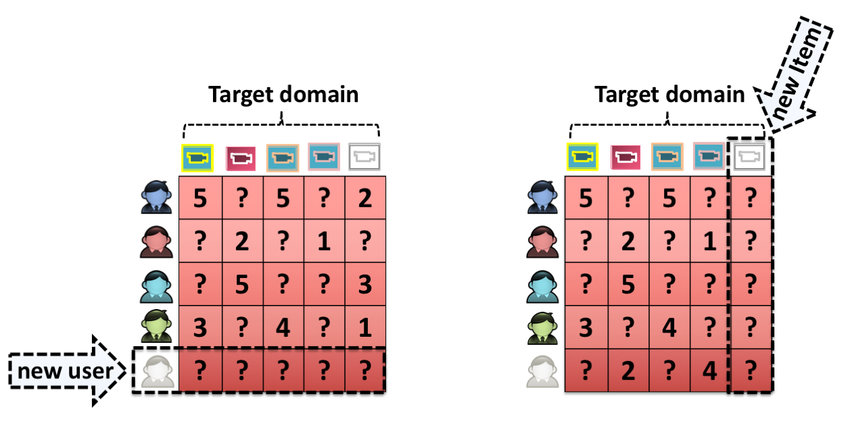 Target domain
5 ? 5 ? 2
? 2 ? 1 ?
? 5 ? ? 3
3 ? 4 ? 1
new user
? ? ? ? ?
new Item
Target domain
5 ? 5 ? ?
? 2 ? 1 ?
? 5 ? ? ?
3 ? 4 ? ?
? 2 ? 4 ?